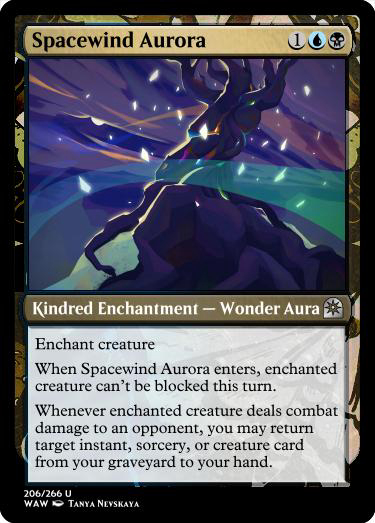 Spacewind Aurora 1
Kindred Enchantment — Wonder Aura
Enchant creature
When Spacewind Aurora enters, enchanted
creature can't be blocked this turn.
Whenever enchanted creature deals combat
damage to an opponent, you may return
target instant, sorcery, or creature card
from your graveyard to your hand.
206/266 U
WAW Tanya Nevskaya